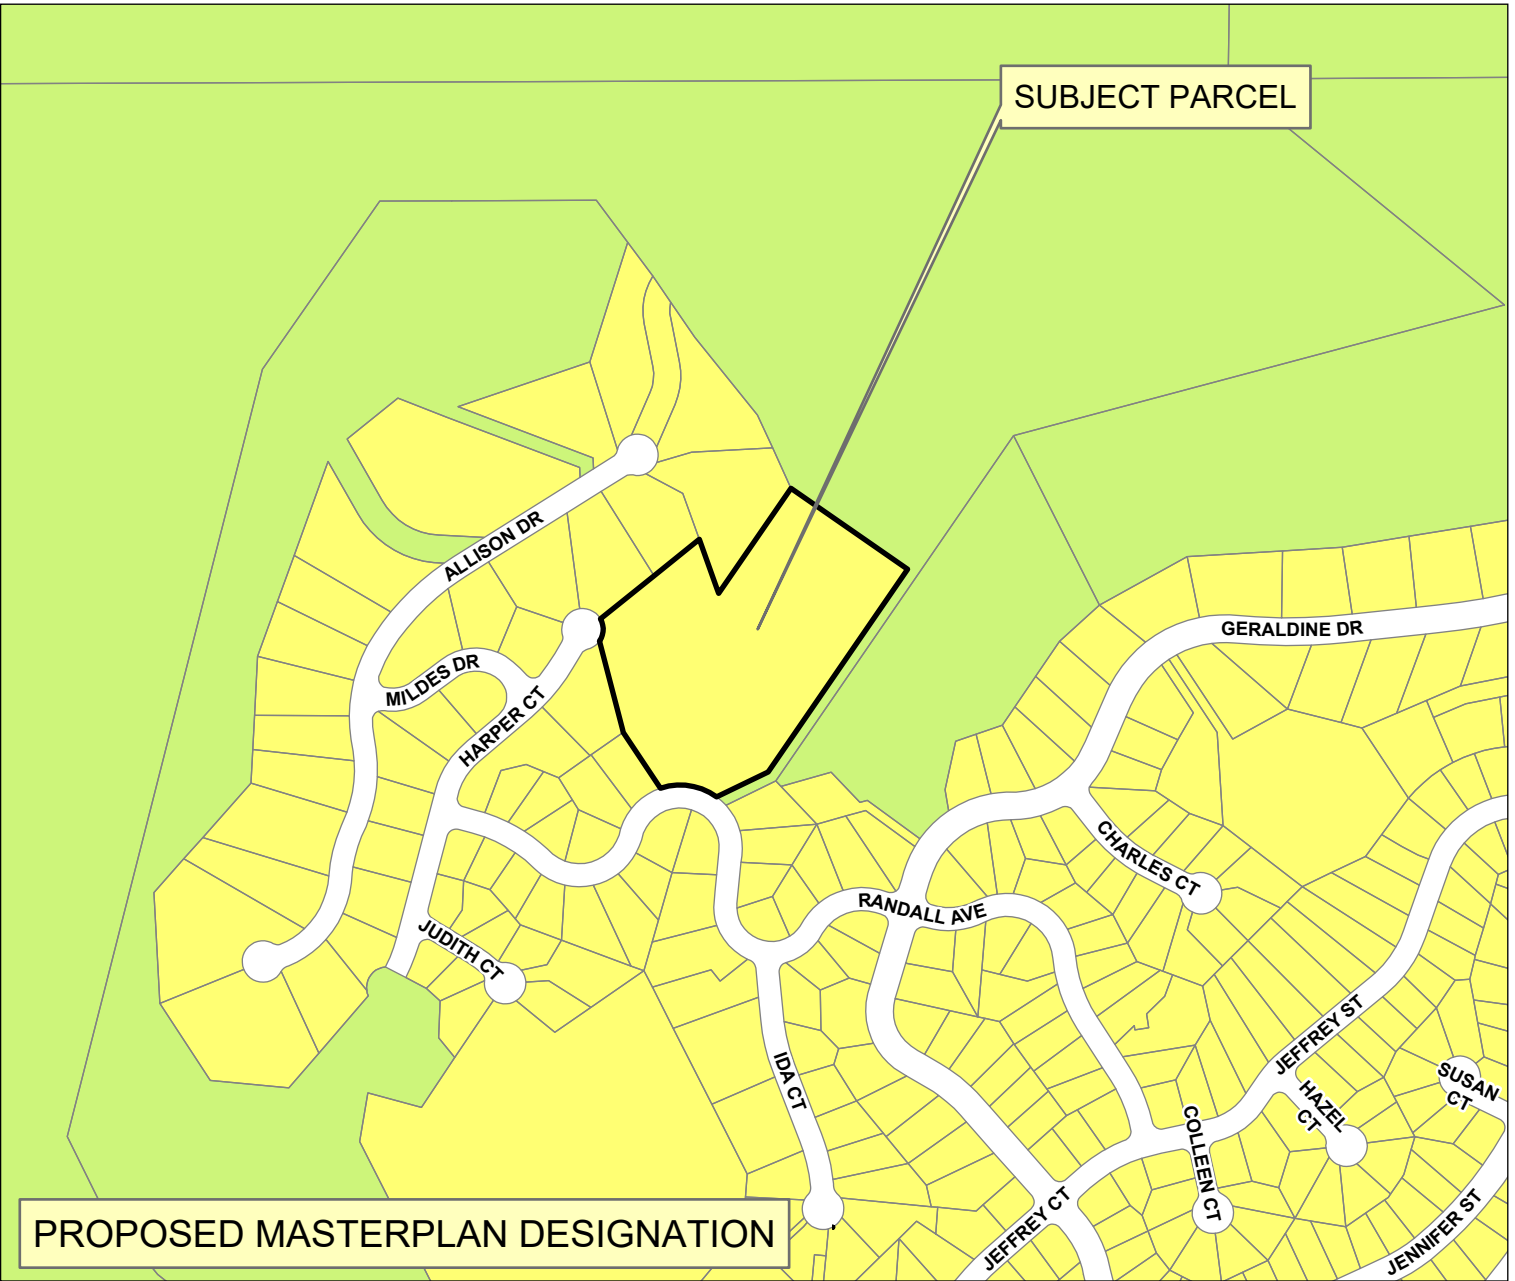 SUBJECT PARCEL
ALLISON DR
MILDES DR
HARPER CT
GERALDINE DR
CHARLES CT
RANDALL AVE
JUDITH CT
IDA CT
JEFFREY ST
SUSAN
CT
HAZEL
CT
COLLEEN CT
JEFFREY CT
JENNIFER ST
PROPOSED MASTERPLAN DESIGNATION